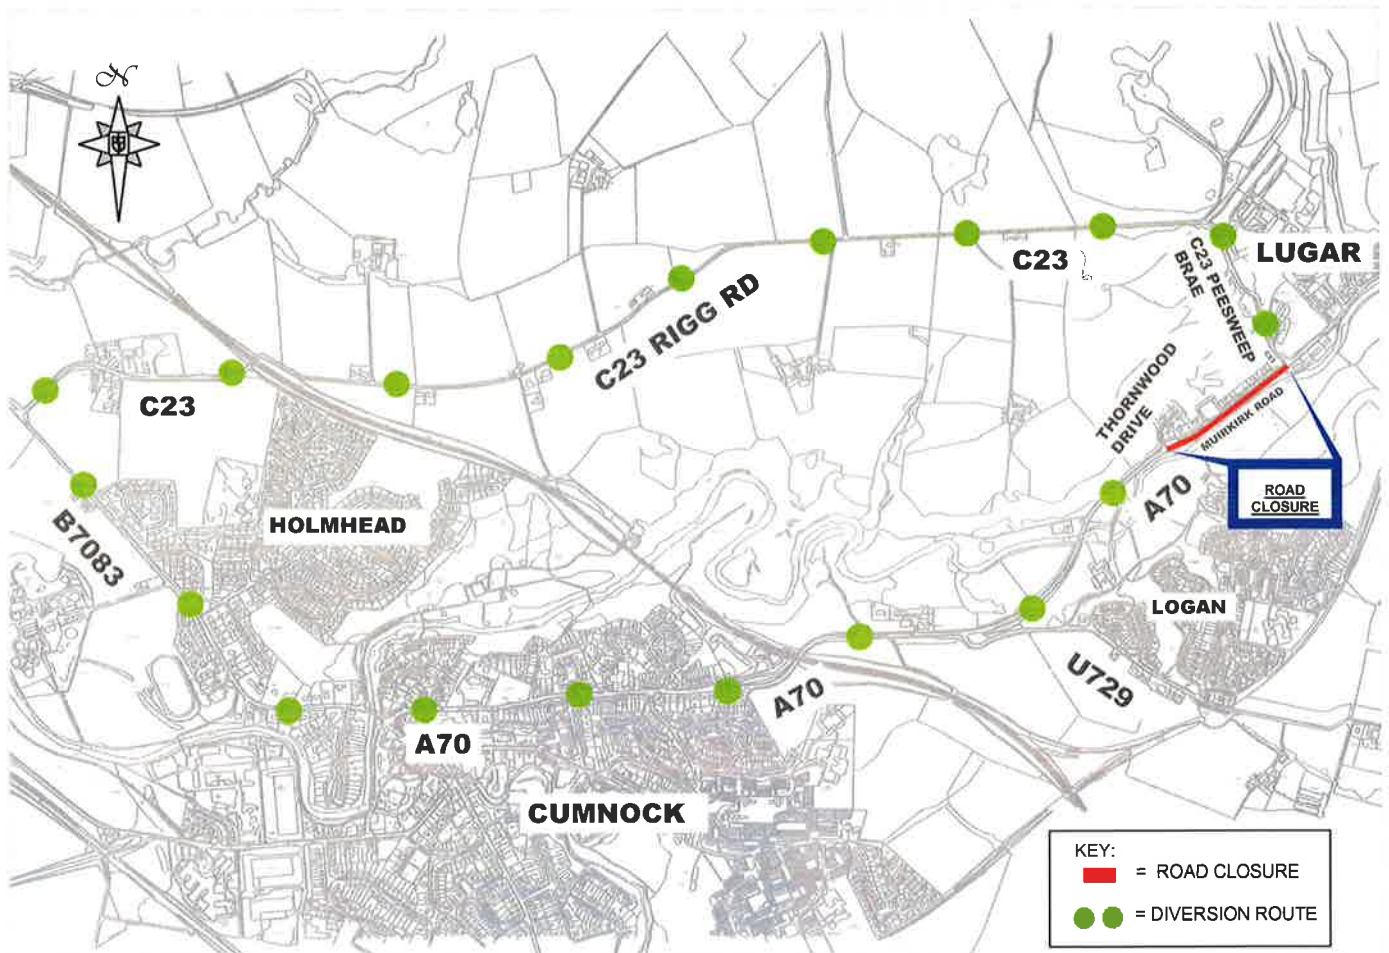 N
LUGAR
C23 PEESWEEP
BRAE
C23
C23 RIGG RD
C23
THORNWOOD
DRIVE
MUIRKIRK ROAD
A70
ROAD
CLOSURE
HOLMHEAD
B7083
LOGAN
U729
A70
A70
CUMNOCK
KEY:
= ROAD CLOSURE
= DIVERSION ROUTE